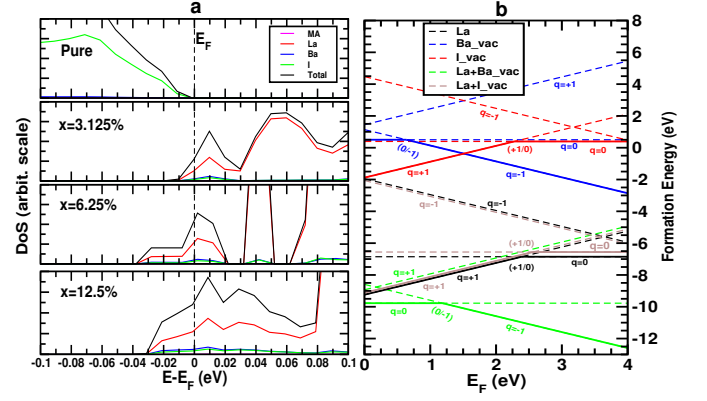 a
Pure
E_F
MA
La
Ba
I
Total
x=3.125%
x=6.25%
x=12.5%
DoS (arbit. scale)
-0.1 -0.08 -0.06 -0.04 -0.02 0 0.02 0.04 0.06 0.08 0.1
E-E_F (eV)
b
La
Ba_vac
I_vac
La+Ba_vac
La+I_vac
q=+1
q=-1
(0/-1)
(+1/0)
q=0
q=+1
q=-1
q=-1
q=-1
(+1/0)
q=0
q=+1
q=+1
q=+1
(+1/0)
q=0
q=0
(0/-1)
q=-1
6
4
2
0
-2
-4
-6
-8
-10
-12
Formation Energy (eV)
0 1 2 3 4
E_F (eV)